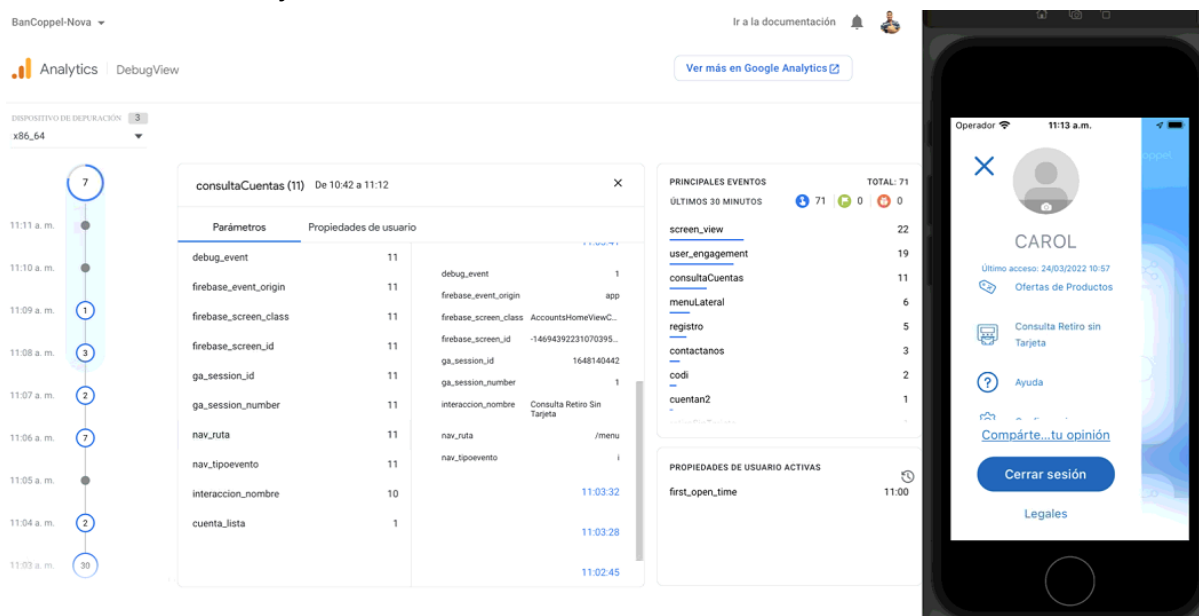 BanCoppel-Nova
Ir a la documentación
Analytics
DebugView
Ver más en Google Analytics
DISPOSITIVO DE DEPURACIÓN 3
x86_64
7
11:11 a. m.
11:10 a. m.
11:09 a. m. 1
11:08 a. m. 3
11:07 a. m. 2
11:06 a. m. 7
11:05 a. m.
11:04 a. m. 2
11:03 a. m. 30
consultaCuentas (11) De 10:42 a 11:12
Parámetros Propiedades de usuario
debug_event 11
firebase_event_origin 11
firebase_screen_class 11
firebase_screen_id 11
ga_session_id 11
ga_session_number 11
nav_ruta 11
nav_tipoevento 11
interaccion_nombre 10
cuenta_lista 1
debug_event 1
firebase_event_origin app
firebase_screen_class AccountsHomeViewC...
firebase_screen_id -14694392231070395...
ga_session_id 1648140442
ga_session_number 1
interaccion_nombre Consulta Retiro Sin
Tarjeta
nav_ruta /menu
nav_tipoevento i
11:03:32
11:03:28
11:02:45
PRINCIPALES EVENTOS TOTAL: 71
ÚLTIMOS 30 MINUTOS 71 0 0
screen_view 22
user_engagement 19
consultaCuentas 11
menuLateral 6
registro 5
contactanos 3
codi 2
cuentan2 1
PROPIEDADES DE USUARIO ACTIVAS
first_open_time 11:00
Operador 11:13 a.m.
CAROL
Último acceso: 24/03/2022 10:57
Ofertas de Productos
Consulta Retiro sin
Tarjeta
Ayuda
Compárte...tu opinión
Cerrar sesión
Legales